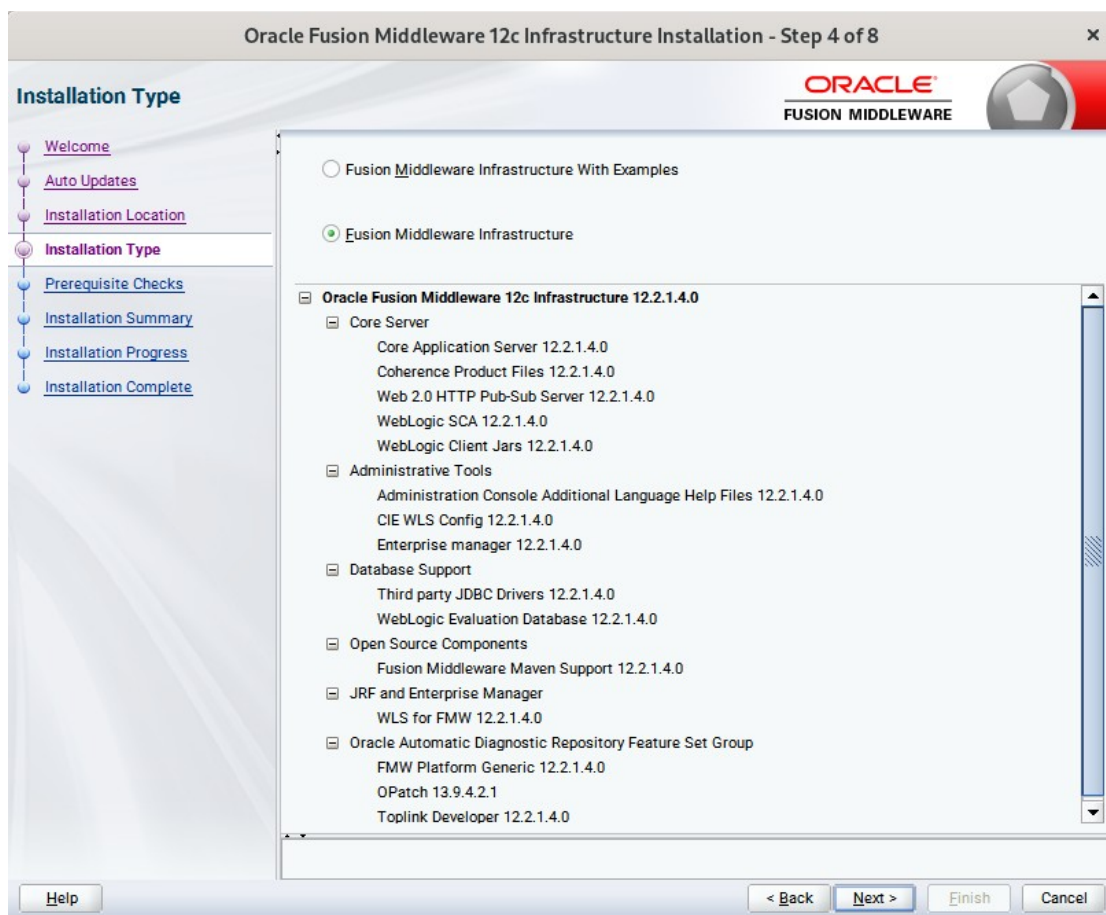 Oracle Fusion Middleware 12c Infrastructure Installation - Step 4 of 8
Installation Type
ORACLE
FUSION MIDDLEWARE
Welcome
Auto Updates
Installation Location
Installation Type
Prerequisite Checks
Installation Summary
Installation Progress
Installation Complete
Fusion Middleware Infrastructure With Examples
Fusion Middleware Infrastructure
Oracle Fusion Middleware 12c Infrastructure 12.2.1.4.0
Core Server
Core Application Server 12.2.1.4.0
Coherence Product Files 12.2.1.4.0
Web 2.0 HTTP Pub-Sub Server 12.2.1.4.0
WebLogic SCA 12.2.1.4.0
WebLogic Client Jars 12.2.1.4.0
Administrative Tools
Administration Console Additional Language Help Files 12.2.1.4.0
CIE WLS Config 12.2.1.4.0
Enterprise manager 12.2.1.4.0
Database Support
Third party JDBC Drivers 12.2.1.4.0
WebLogic Evaluation Database 12.2.1.4.0
Open Source Components
Fusion Middleware Maven Support 12.2.1.4.0
JRF and Enterprise Manager
WLS for FMW 12.2.1.4.0
Oracle Automatic Diagnostic Repository Feature Set Group
FMW Platform Generic 12.2.1.4.0
OPatch 13.9.4.2.1
Toplink Developer 12.2.1.4.0
Help
< Back
Next >
Finish
Cancel